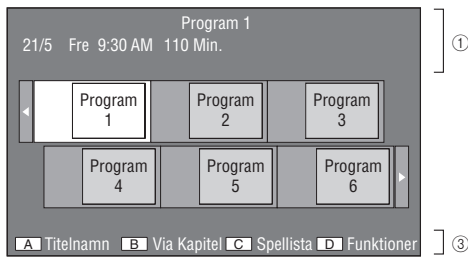 Program 1
21/5 Fre 9:30 AM 110 Min.
①
Program
1
Program
2
Program
3
Program
4
Program
5
Program
6
A Titelnamn B Via Kapitel C Spellista D Funktioner
③